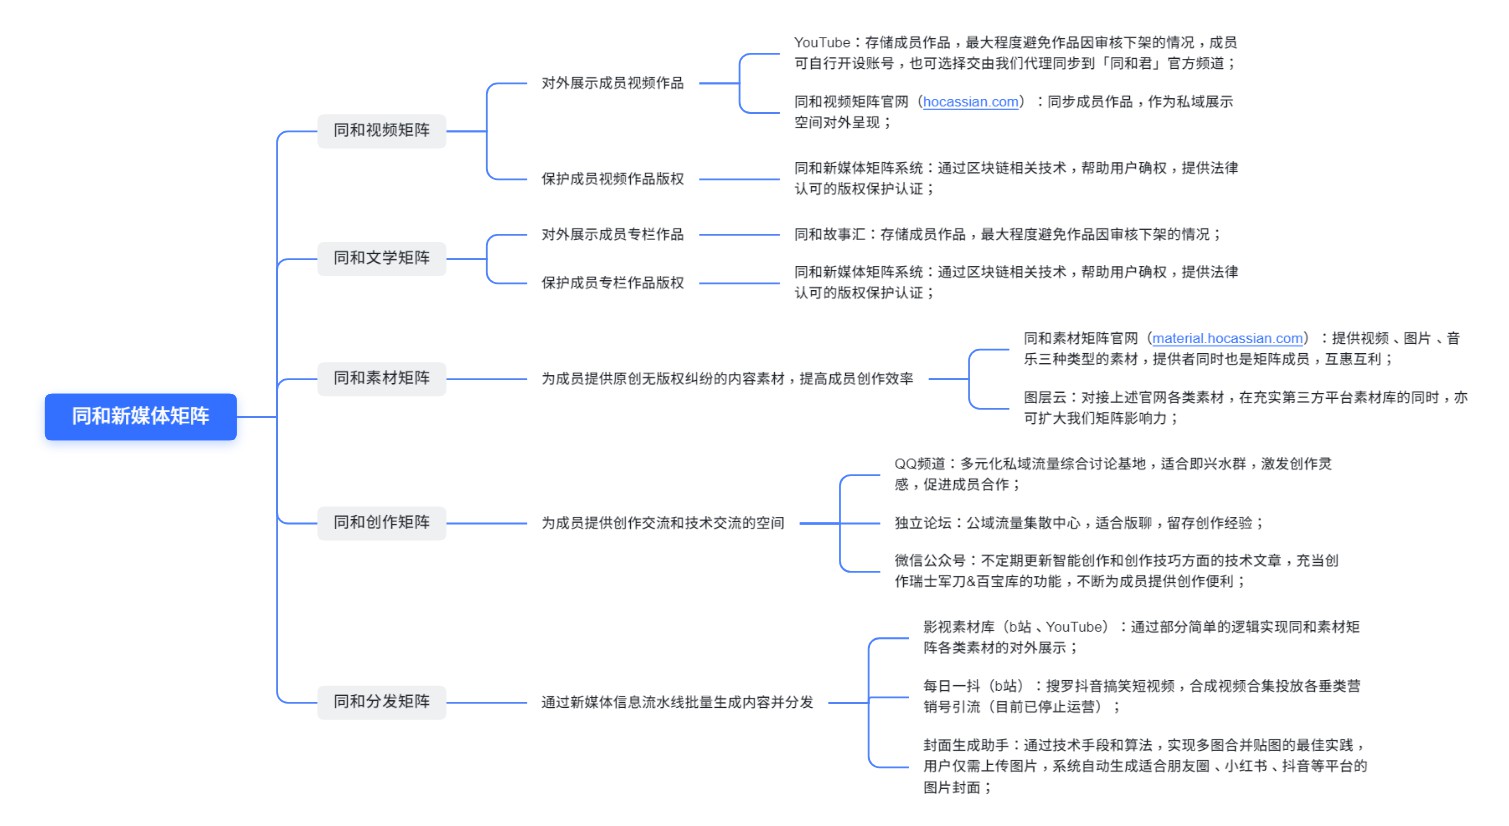 同和新媒体矩阵
同和视频矩阵
对外展示成员视频作品
YouTube：存储成员作品，最大程度避免作品因审核下架的情况，成员
可自行开设账号，也可选择交由我们代理同步到「同和君」官方频道；
同和视频矩阵官网（hocassian.com）：同步成员作品，作为私域展示
空间对外呈现；
保护成员视频作品版权
同和新媒体矩阵系统：通过区块链相关技术，帮助用户确权，提供法律
认可的版权保护认证；
同和文学矩阵
对外展示成员专栏作品
同和故事汇：存储成员作品，最大程度避免作品因审核下架的情况；
保护成员专栏作品版权
同和新媒体矩阵系统：通过区块链相关技术，帮助用户确权，提供法律
认可的版权保护认证；
同和素材矩阵
为成员提供原创无版权纠纷的内容素材，提高成员创作效率
同和素材矩阵官网（material.hocassian.com）：提供视频、图片、音
乐三种类型的素材，提供者同时也是矩阵成员，互惠互利；
图层云：对接上述官网各类素材，在充实第三方平台素材库的同时，亦
可扩大我们矩阵影响力；
同和创作矩阵
为成员提供创作交流和技术交流的空间
QQ频道：多元化私域流量综合讨论基地，适合即兴水群，激发创作灵
感，促进成员合作；
独立论坛：公域流量集散中心，适合版聊，留存创作经验；
微信公众号：不定期更新智能创作和创作技巧方面的技术文章，充当创
作瑞士军刀&百宝库的功能，不断为成员提供创作便利；
同和分发矩阵
通过新媒体信息流水线批量生成内容并分发
影视素材库（b站、YouTube）：通过部分简单的逻辑实现同和素材矩
阵各类素材的对外展示；
每日一抖（b站）：搜罗抖音搞笑短视频，合成视频合集投放各垂类营
销号引流（目前已停止运营）；
封面生成助手：通过技术手段和算法，实现多图合并贴图的最佳实践，
用户仅需上传图片，系统自动生成适合朋友圈、小红书、抖音等平台的
图片封面；